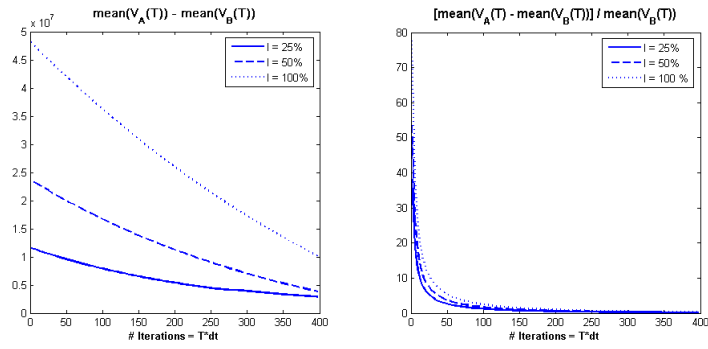 mean(V_A(T)) - mean(V_B(T))
x 10^7
5
4.5
4
3.5
3
2.5
2
1.5
1
0.5
0
0 50 100 150 200 250 300 350 400
# Iterations = T*dt
I = 25%
I = 50%
I = 100%
[mean(V_A(T) - mean(V_B(T))] / mean(V_B(T))
80
70
60
50
40
30
20
10
0
0 50 100 150 200 250 300 350 400
# Iterations = T*dt
I = 25%
I = 50%
I = 100 %